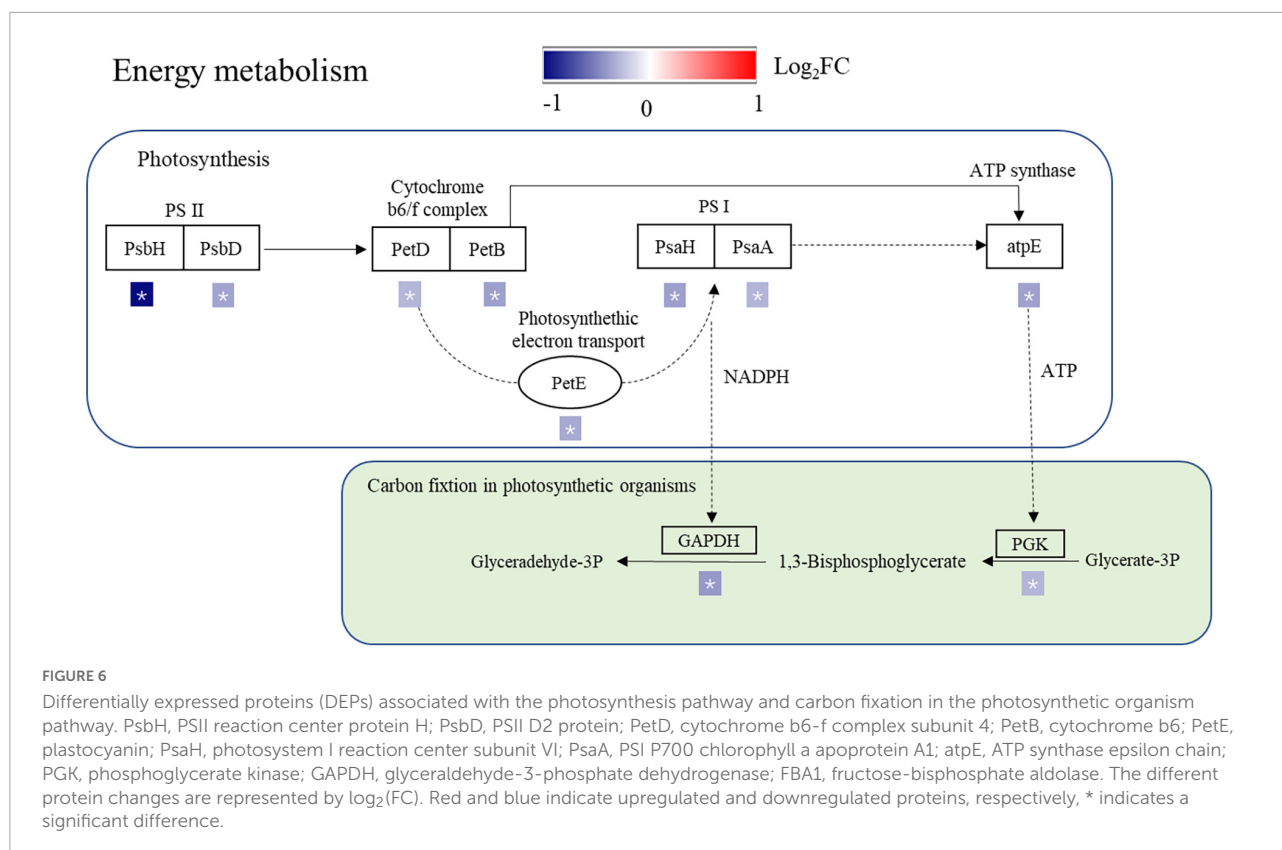 Energy metabolism
Log₂FC
-1 0 1
Photosynthesis
PS II
PsbH PsbD
*
*
Cytochrome
b6/f complex
PetD PetB
*
*
Photosynthethic
electron transport
PetE
*
PS I
PsaH PsaA
*
*
ATP synthase
atpE
*
NADPH
ATP
Carbon fixtion in photosynthetic organisms
Glyceradehyde-3P
GAPDH
*
1,3-Bisphosphoglycerate
PGK
*
Glycerate-3P
FIGURE 6
Differentially expressed proteins (DEPs) associated with the photosynthesis pathway and carbon fixation in the photosynthetic organism
pathway. PsbH, PSII reaction center protein H; PsbD, PSII D2 protein; PetD, cytochrome b6-f complex subunit 4; PetB, cytochrome b6; PetE,
plastocyanin; PsaH, photosystem I reaction center subunit VI; PsaA, PSI P700 chlorophyll a apoprotein A1; atpE, ATP synthase epsilon chain;
PGK, phosphoglycerate kinase; GAPDH, glyceraldehyde-3-phosphate dehydrogenase; FBA1, fructose-bisphosphate aldolase. The different
protein changes are represented by log₂(FC). Red and blue indicate upregulated and downregulated proteins, respectively, * indicates a
significant difference.